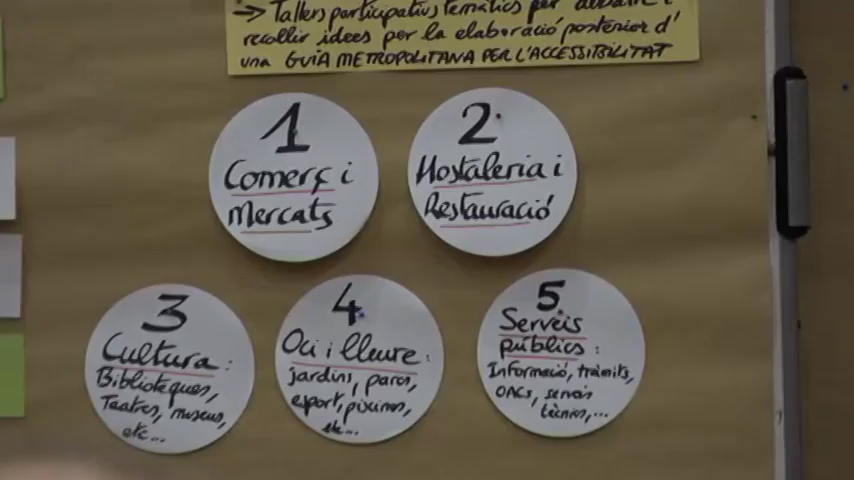 → Tallers participatius temàtics per debatre i
recollir idees per la elaboració posterior d'
una GUIA METROPOLITANA PER L'ACCESSIBILITAT
1
Comerç i
Mercats
2
Hostaleria i
Restauració
3
Cultura:
Biblioteques,
Teatres, museus,
etc...
4
Oci i lleure:
jardins, parcs,
esport, piscines,
etc...
5
Serveis
públics:
Informació, tràmits,
OACs, serveis
tècnics,...